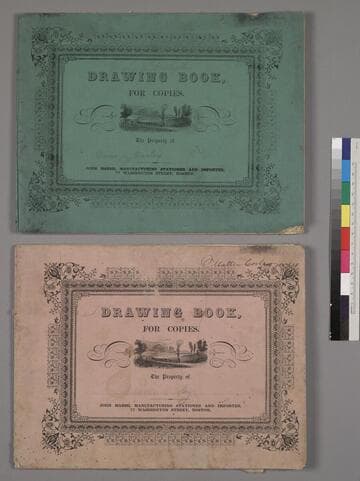 DRAWING BOOK,
FOR COPIES.
The Property of
JOHN MARSH, MANUFACTURING STATIONER AND IMPORTER,
77 WASHINGTON STREET, BOSTON.
DRAWING BOOK,
FOR COPIES.
The Property of
JOHN MARSH, MANUFACTURING STATIONER AND IMPORTER,
77 WASHINGTON STREET, BOSTON.